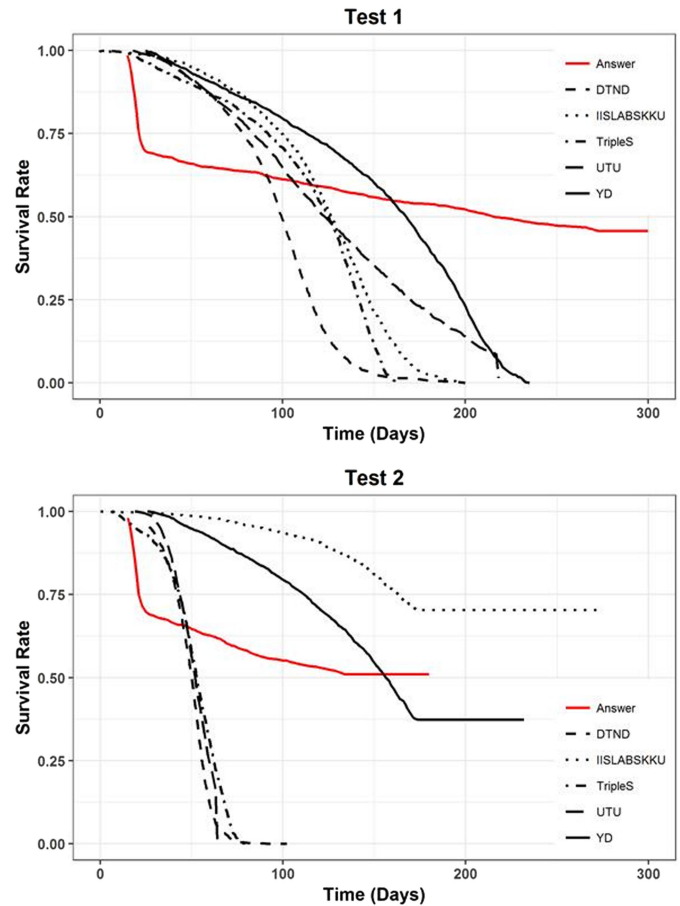 Test 1
1.00
0.75
0.50
0.25
0.00
Survival Rate
Answer
DTND
IISLABSKKU
TripleS
UTU
YD
0 100 200 300
Time (Days)
Test 2
1.00
0.75
0.50
0.25
0.00
Survival Rate
Answer
DTND
IISLABSKKU
TripleS
UTU
YD
0 100 200 300
Time (Days)